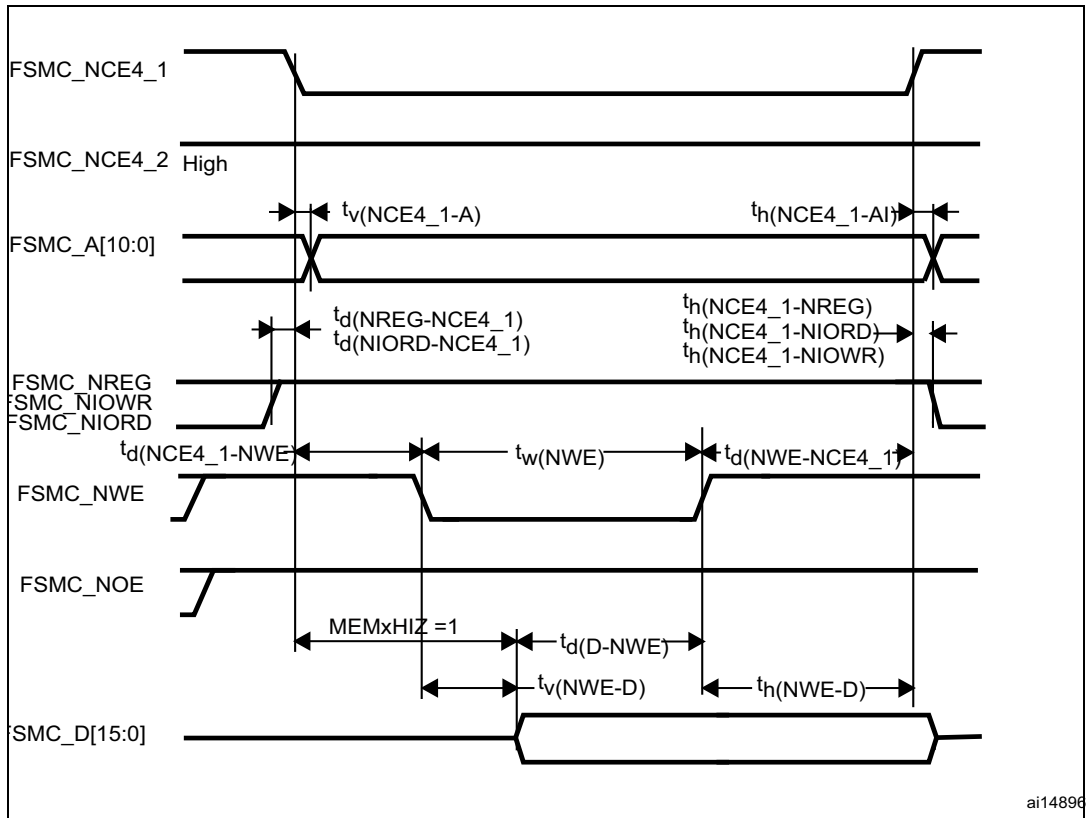 FSMC_NCE4_1
FSMC_NCE4_2 High
tv(NCE4_1-A)
th(NCE4_1-AI)
FSMC_A[10:0]
td(NREG-NCE4_1)
td(NIORD-NCE4_1)
th(NCE4_1-NREG)
th(NCE4_1-NIORD)
th(NCE4_1-NIOWR)
FSMC_NREG
FSMC_NIOWR
FSMC_NIORD
td(NCE4_1-NWE)
tw(NWE)
td(NWE-NCE4_1)
FSMC_NWE
FSMC_NOE
MEMxHIZ =1
td(D-NWE)
tv(NWE-D)
th(NWE-D)
FSMC_D[15:0]
ai14896